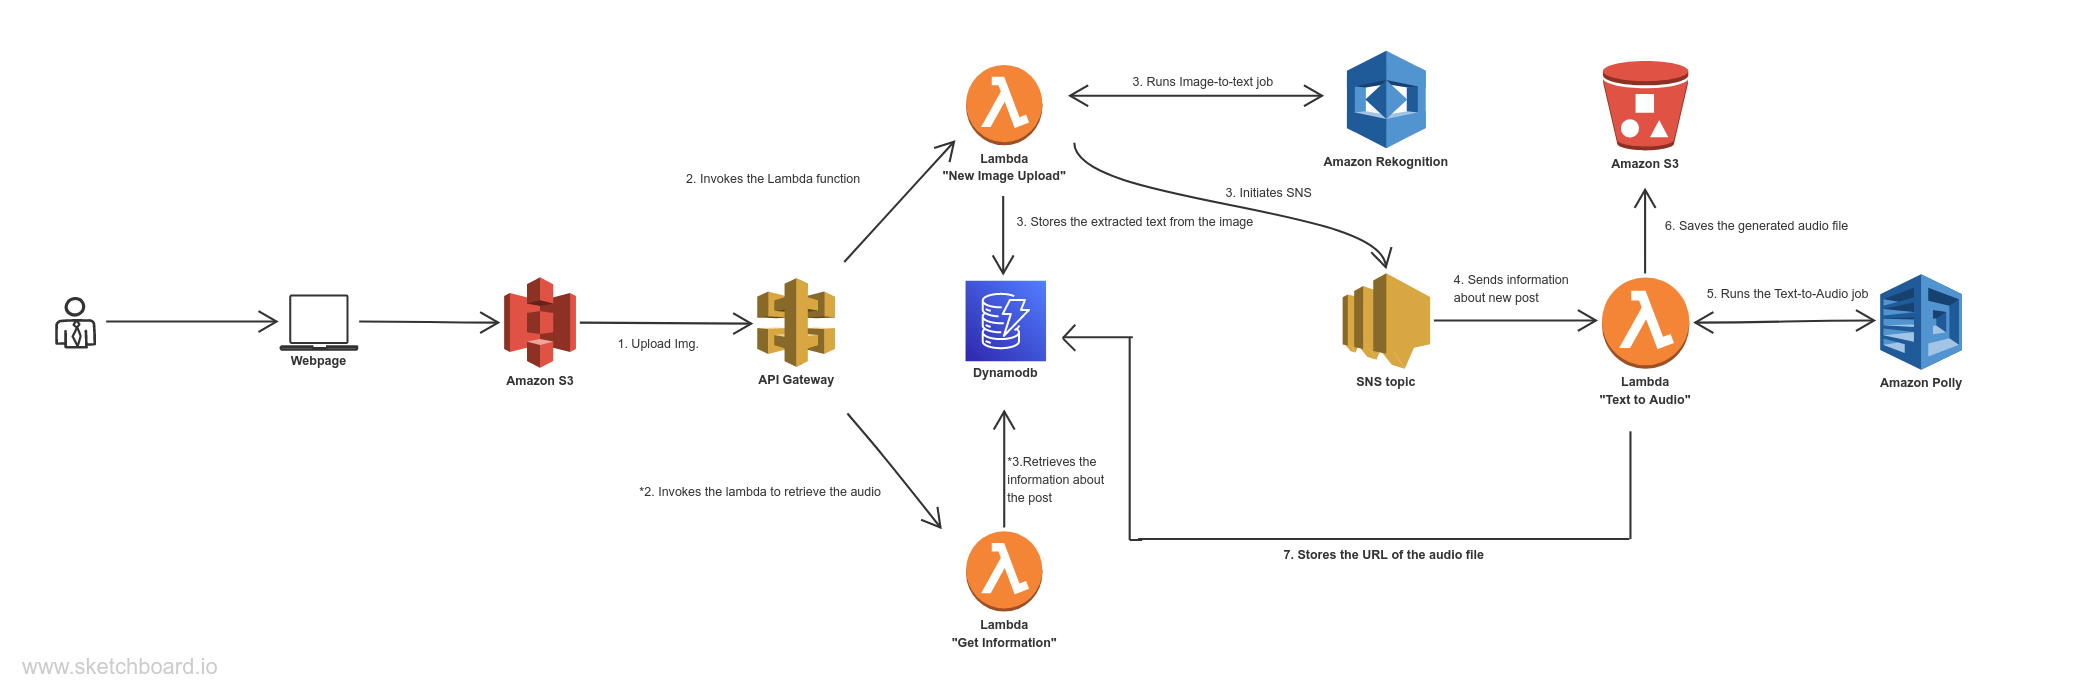 3. Runs Image-to-text job
Amazon Rekognition
Amazon S3
Lambda
"New Image Upload"
2. Invokes the Lambda function
3. Initiates SNS
3. Stores the extracted text from the image
6. Saves the generated audio file
4. Sends information
about new post
5. Runs the Text-to-Audio job
Webpage
1. Upload Img.
Amazon S3
API Gateway
Dynamodb
SNS topic
Lambda
"Text to Audio"
Amazon Polly
*2. Invokes the lambda to retrieve the audio
*3.Retrieves the
information about
the post
7. Stores the URL of the audio file
Lambda
"Get Information"
www.sketchboard.io